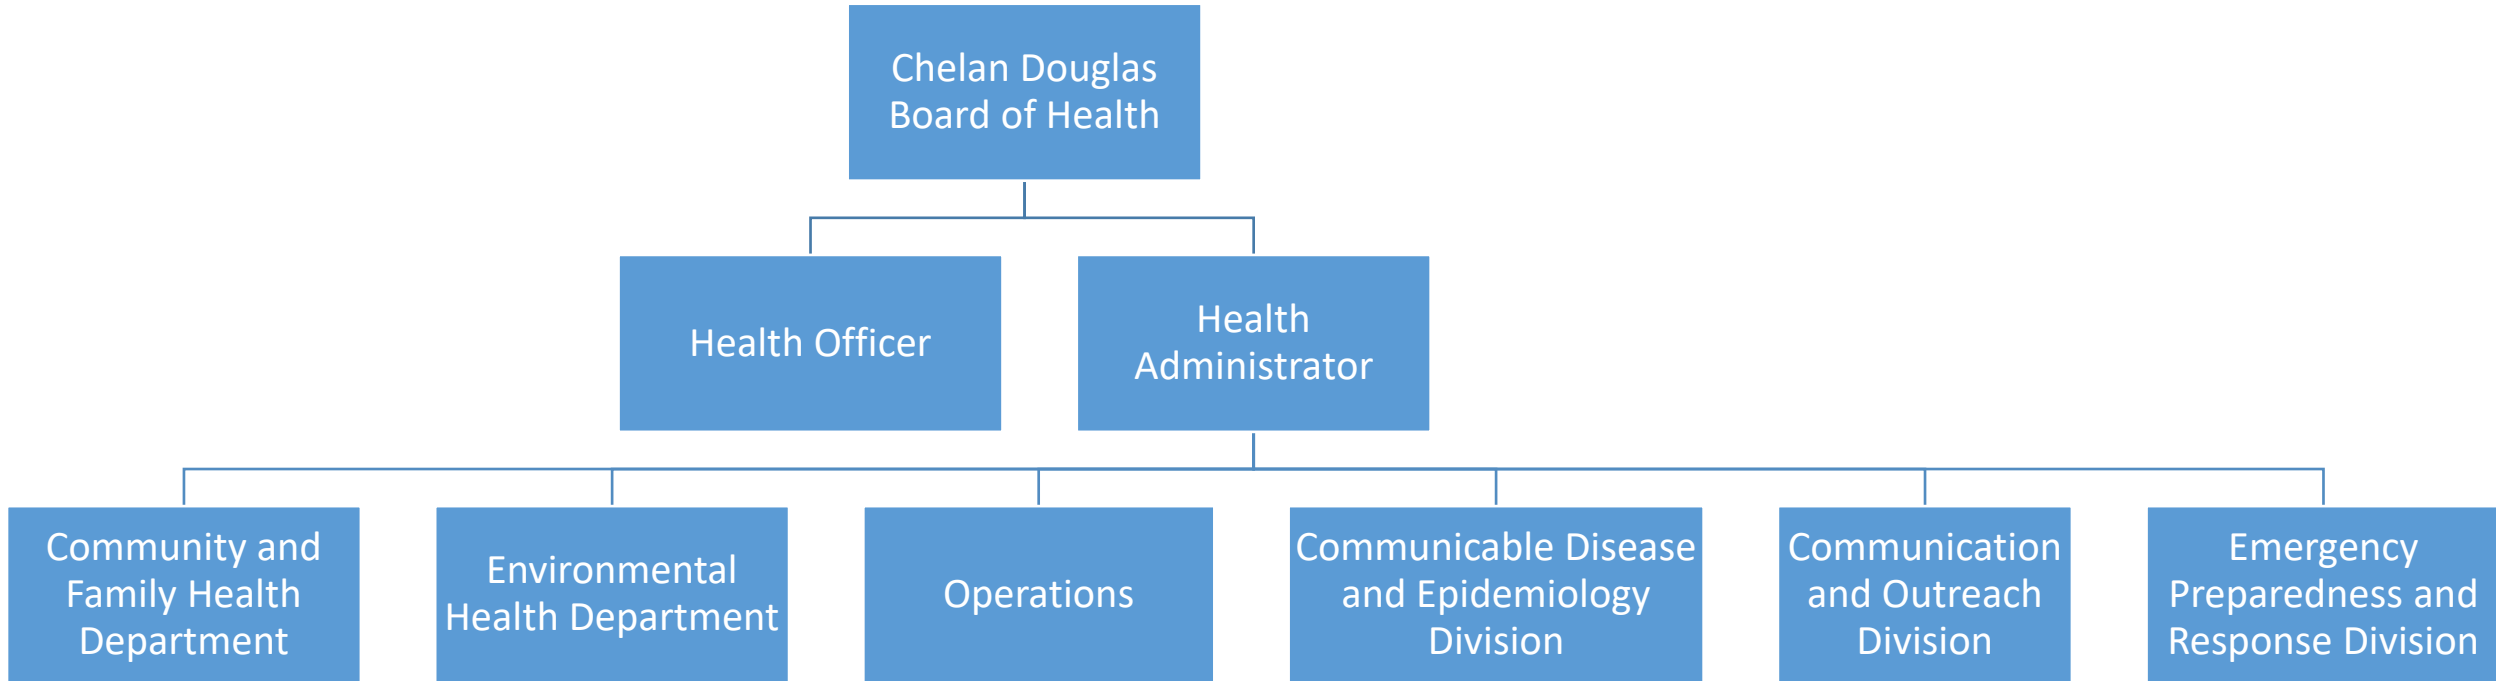 Chelan Douglas
Board of Health
Health Officer
Health
Administrator
Community and
Family Health
Department
Environmental
Health Department
Operations
Communicable Disease
and Epidemiology
Division
Communication
and Outreach
Division
Emergency
Preparedness and
Response Division